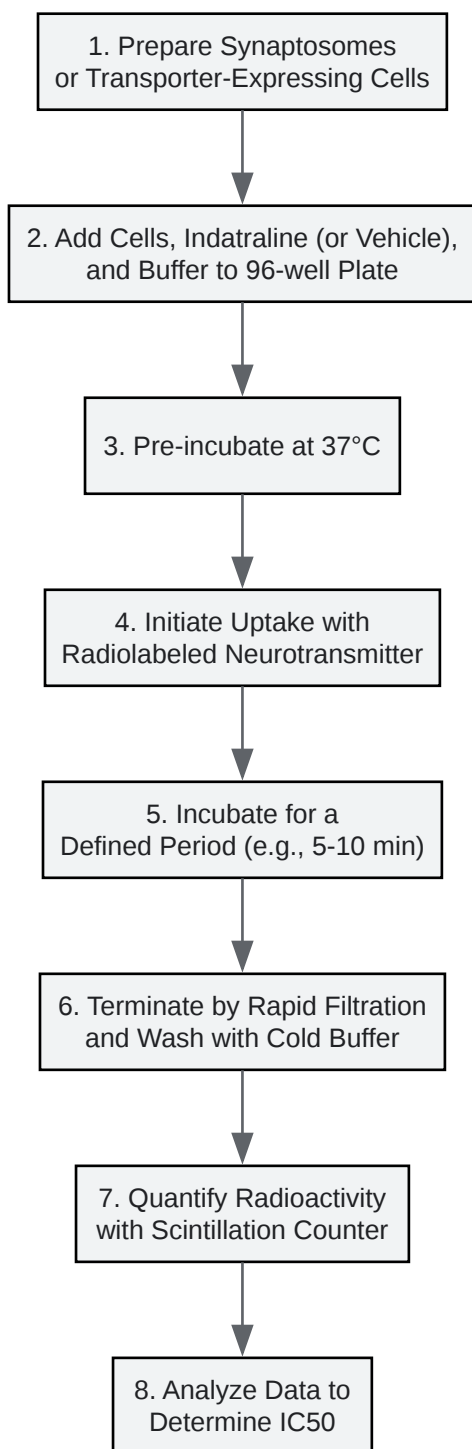 1. Prepare Synaptosomes
or Transporter-Expressing Cells
2. Add Cells, Indatraline (or Vehicle),
and Buffer to 96-well Plate
3. Pre-incubate at 37°C
4. Initiate Uptake with
Radiolabeled Neurotransmitter
5. Incubate for a
Defined Period (e.g., 5-10 min)
6. Terminate by Rapid Filtration
and Wash with Cold Buffer
7. Quantify Radioactivity
with Scintillation Counter
8. Analyze Data to
Determine IC50